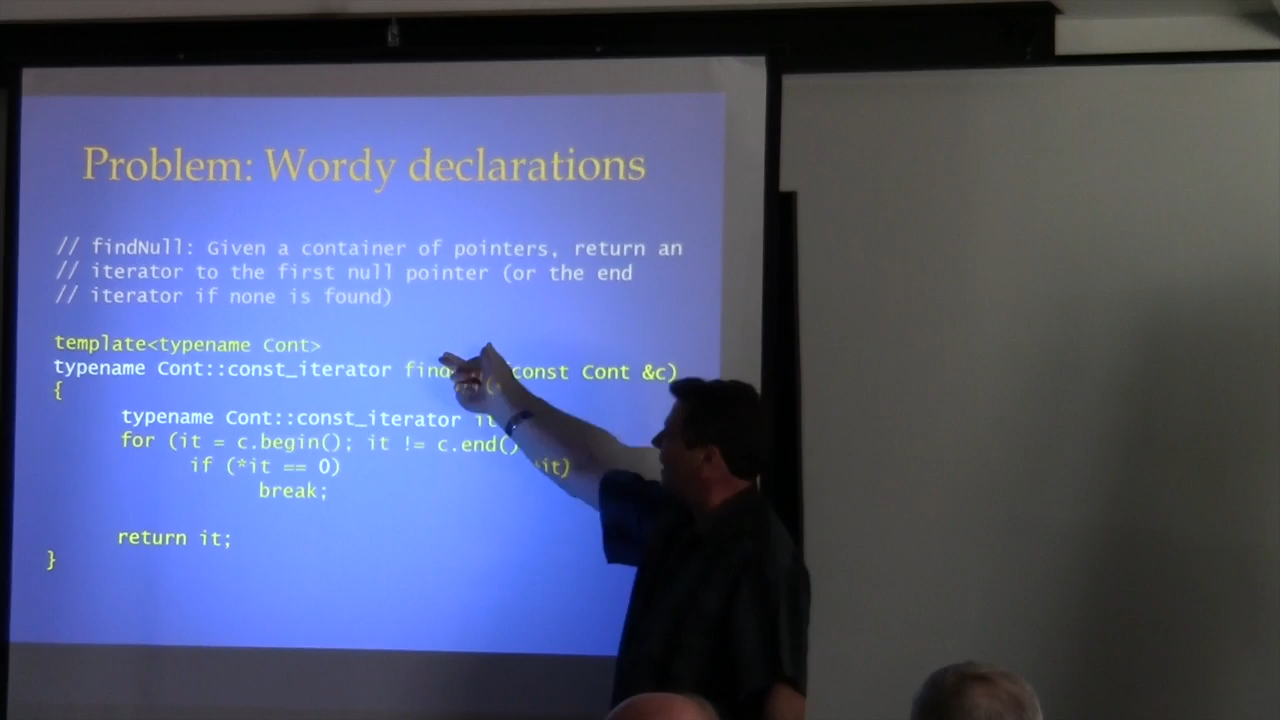 Problem: Wordy declarations
// findNull: Given a container of pointers, return an
// iterator to the first null pointer (or the end
// iterator if none is found)
template<typename Cont>
typename Cont::const_iterator find (const Cont &c)
{
typename Cont::const_iterator it
for (it = c.begin(); it != c.end()
if (*it == 0) it)
break;
return it;
}